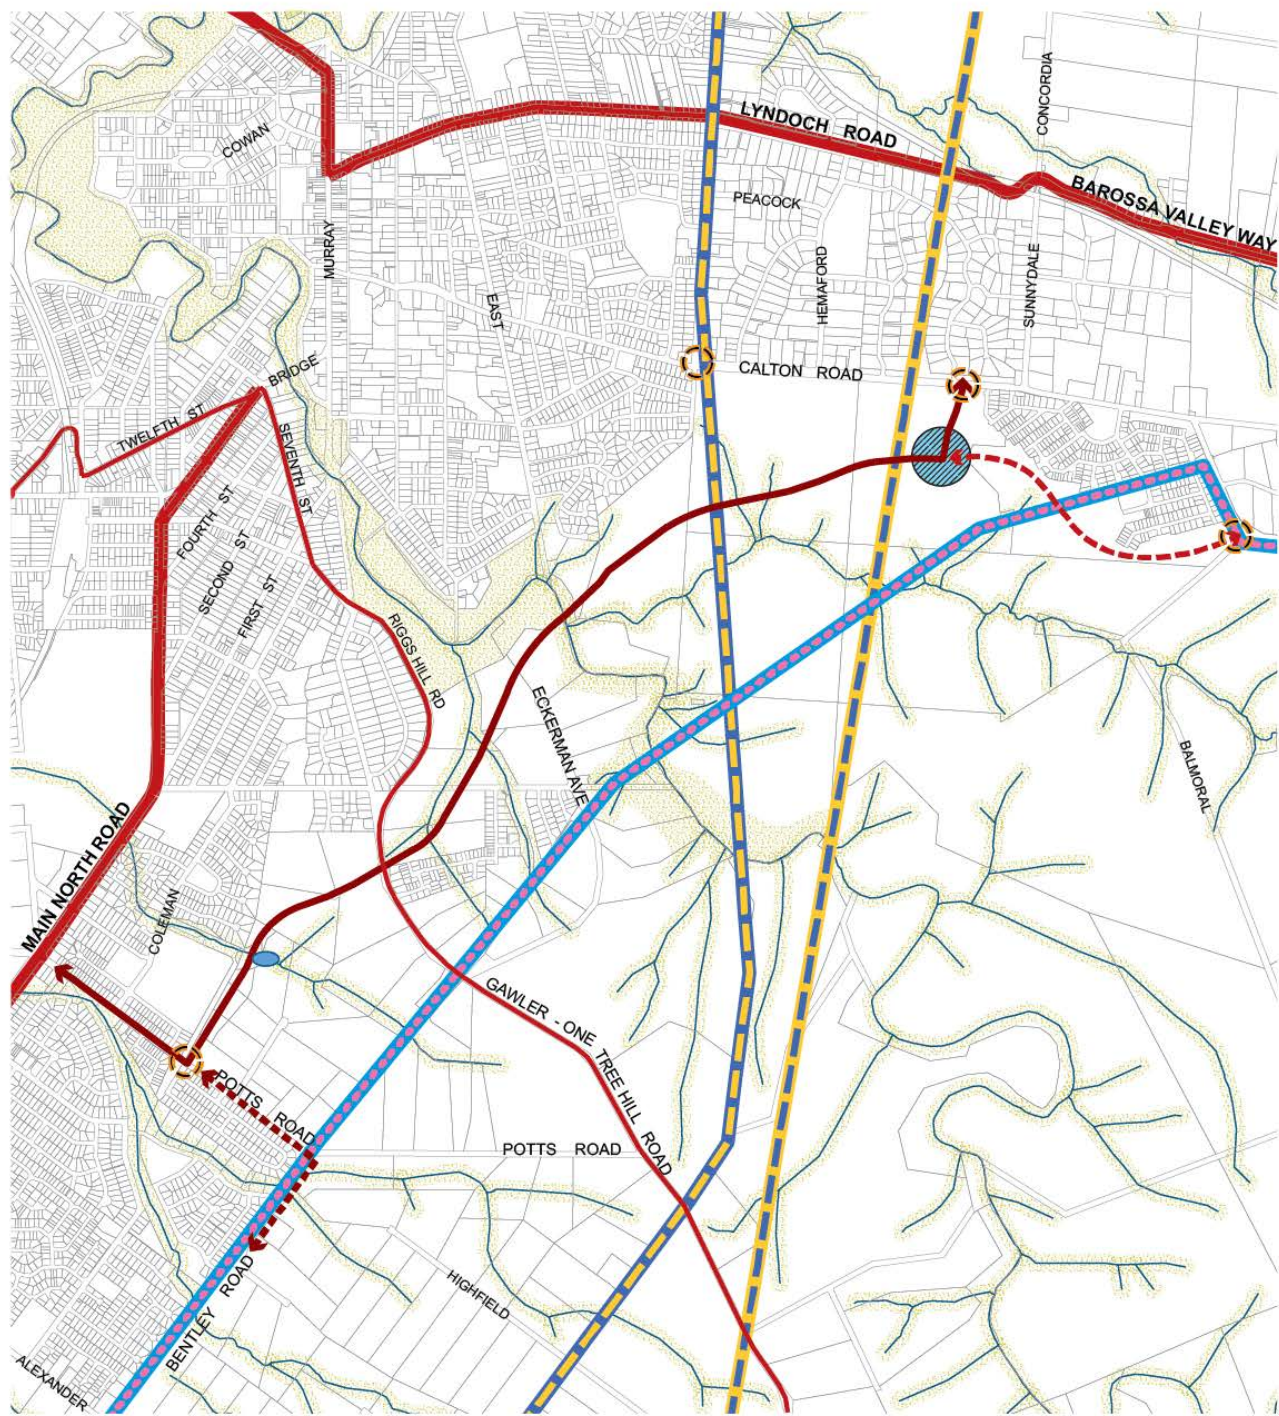 CONCORDIA
LYNDOCH ROAD
COWAN
BAROSSA VALLEY WAY
PEACOCK
MURRAY
HEMAFORD
SUNNYDALE
EAST
BRIDGE
CALTON ROAD
TWELFTH ST
SEVENTH ST
FOURTH ST
SECOND ST
FIRST ST
RIGGS HILL RD
ECKERMAN AVE
BALMORAL
MAIN NORTH ROAD
COLEMAN
GAWLER - ONE TREE HILL ROAD
POTTS ROAD
POTTS ROAD
HIGHFIELD
BENTLEY ROAD
ALEXANDER